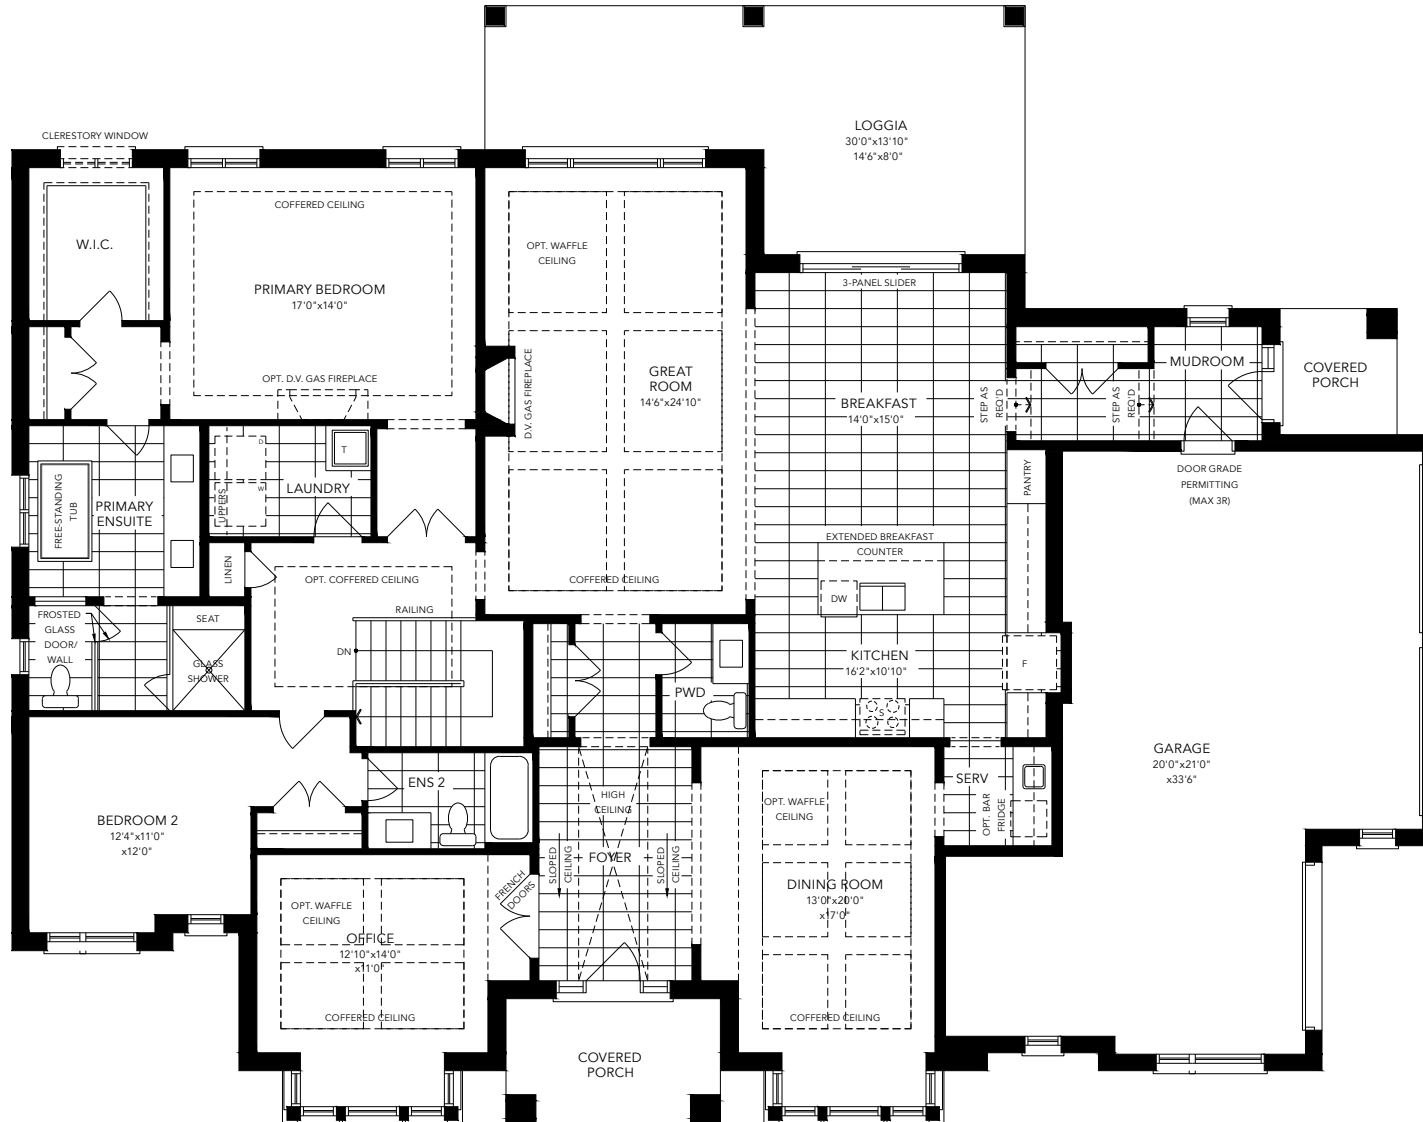 LOGGIA
30'0"x13'10"
14'6"x8'0"
CLERESTORY WINDOW
W.I.C.
COFFERED CEILING
PRIMARY BEDROOM
17'0"x14'0"
OPT. D.V. GAS FIREPLACE
OPT. WAFFLE
CEILING
D.V. GAS FIREPLACE
GREAT
ROOM
14'6"x24'10"
COFFERED CEILING
3-PANEL SLIDER
BREAKFAST
14'0"x15'0"
STEP AS
REQ'D
STEP AS
REQ'D
MUDROOM
COVERED
PORCH
DOOR GRADE
PERMITTING
(MAX 3R)
PANTRY
EXTENDED BREAKFAST
COUNTER
DW
KITCHEN
16'2"x10'10"
F
S
FREE-STANDING
TUB
PRIMARY
ENSUITE
D
W
UPPERS
LAUNDRY
T
LINEN
OPT. COFFERED CEILING
RAILING
DN
FROSTED
GLASS
DOOR/
WALL
SEAT
GLASS
SHOWER
PWD
GARAGE
20'0"x21'0"
x33'6"
SERV
OPT. BAR
FRIDGE
ENS 2
BEDROOM 2
12'4"x11'0"
x12'0"
HIGH
CEILING
SLOPED
CEILING
FOYER
SLOPED
CEILING
FRENCH
DOORS
OPT. WAFFLE
CEILING
OFFICE
12'10"x14'0"
x11'0"
COFFERED CEILING
OPT. WAFFLE
CEILING
DINING ROOM
13'0"x20'0"
x17'0"
COFFERED CEILING
COVERED
PORCH